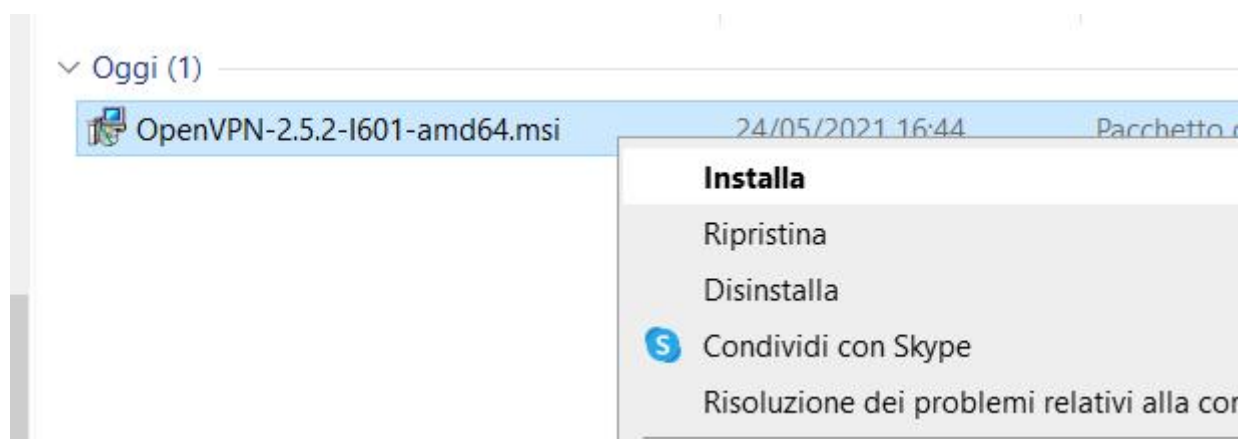 Oggi (1)
OpenVPN-2.5.2-I601-amd64.msi 24/05/2021 16:44 Pacchetto
Installa
Ripristina
Disinstalla
Condividi con Skype
Risoluzione dei problemi relativi alla